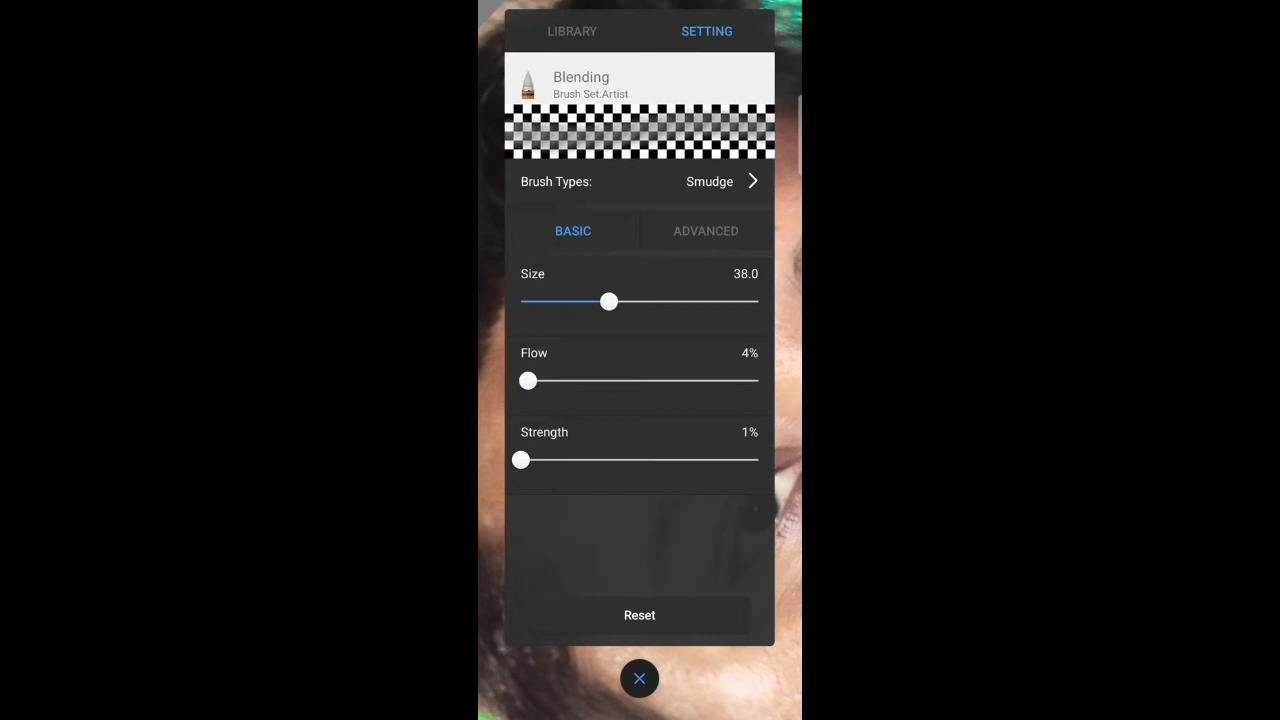 LIBRARY SETTING
Blending
Brush Set:Artist
Brush Types: Smudge
BASIC ADVANCED
Size 38.0
Flow 4%
Strength 1%
Reset